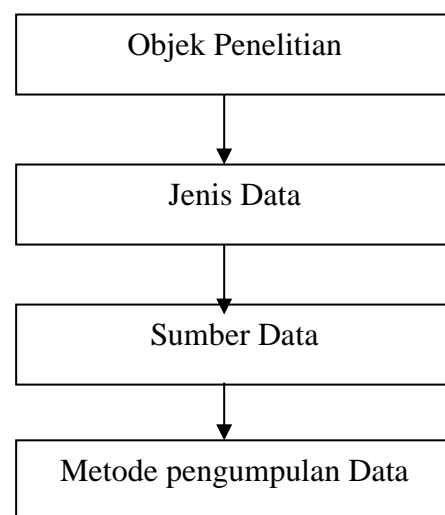 Objek Penelitian
Jenis Data
Sumber Data
Metode pengumpulan Data